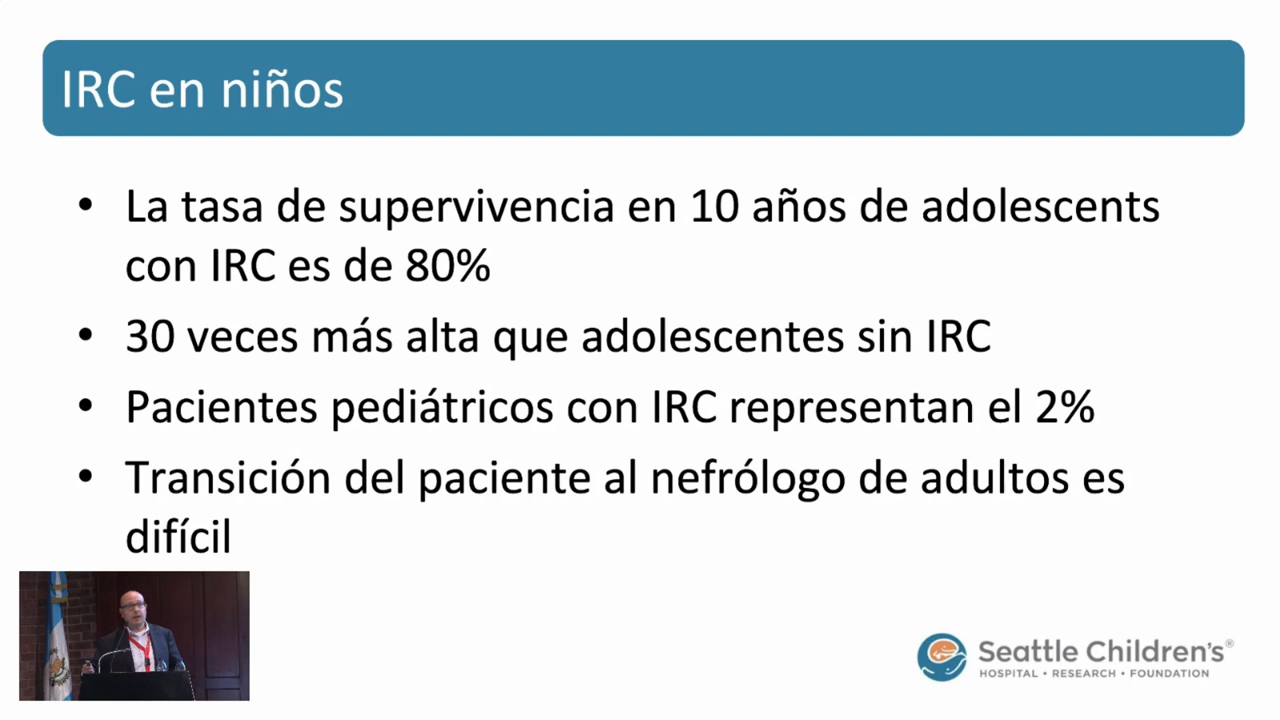 IRC en niños
• La tasa de supervivencia en 10 años de adolescents
con IRC es de 80%
• 30 veces más alta que adolescentes sin IRC
• Pacientes pediátricos con IRC representan el 2%
• Transición del paciente al nefrólogo de adultos es
difícil
Seattle Children's®
HOSPITAL • RESEARCH • FOUNDATION